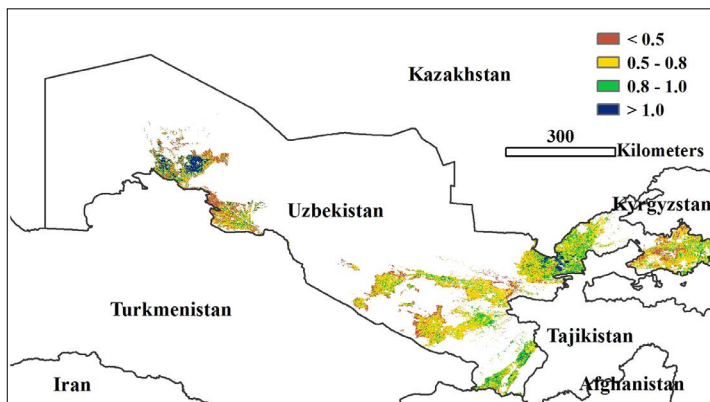 < 0.5
0.5 - 0.8
0.8 - 1.0
> 1.0
Kazakhstan
300
Kilometers
Kyrgyzstan
Uzbekistan
Turkmenistan
Tajikistan
Iran
Afghanistan